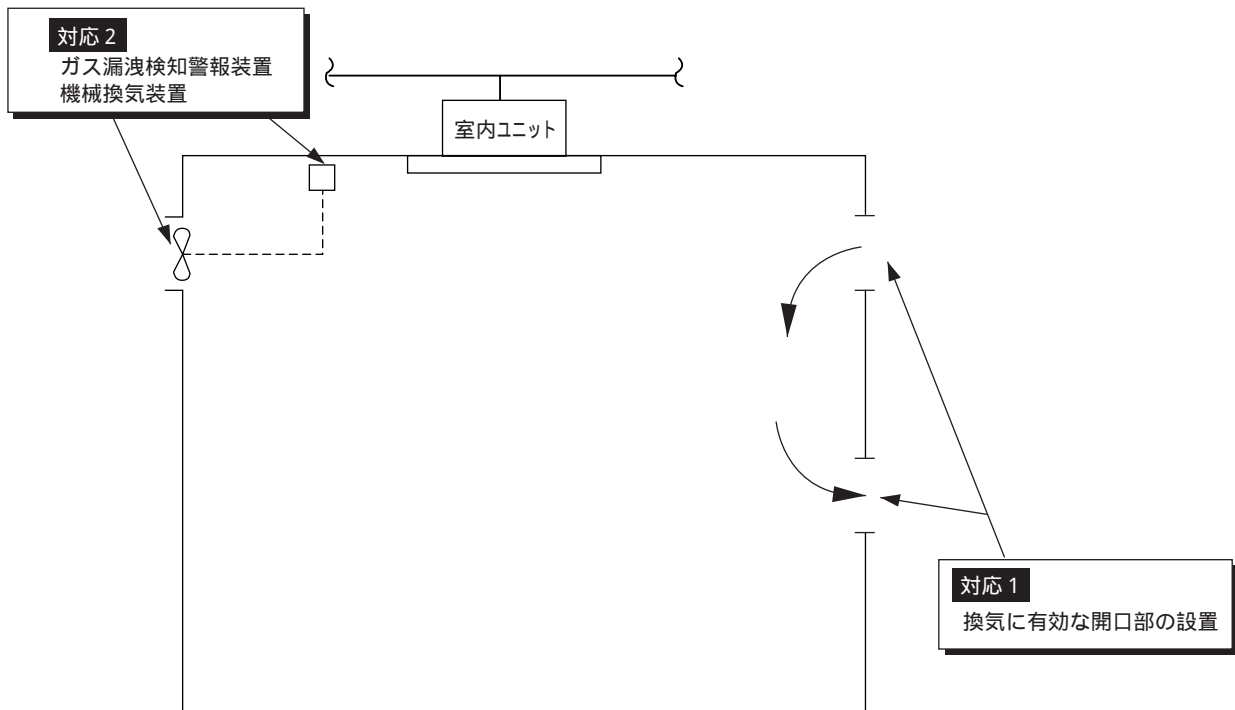 対応2
ガス漏洩検知警報装置
機械換気装置
室内ユニット
対応1
換気に有効な開口部の設置